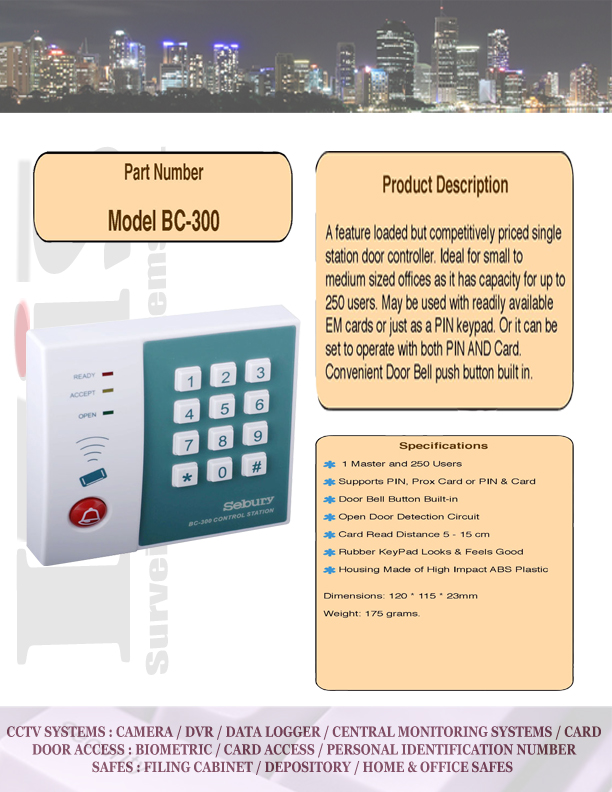 Part Number
Model BC-300
Product Description
A feature loaded but competitively priced single
station door controller. Ideal for small to
medium sized offices as it has capacity for up to
250 users. May be used with readily available
EM cards or just as a PIN keypad. Or it can be
set to operate with both PIN AND Card.
Convenient Door Bell push button built in.
READY
ACCEPT
OPEN
1 2 3
4 5 6
7 8 9
* 0 #
Sebury
BC-300 CONTROL STATION
Specifications
1 Master and 250 Users
Supports PIN, Prox Card or PIN & Card
Door Bell Button Built-in
Open Door Detection Circuit
Card Read Distance 5 - 15 cm
Rubber KeyPad Looks & Feels Good
Housing Made of High Impact ABS Plastic
Dimensions: 120 * 115 * 23mm
Weight: 175 grams.
CCTV SYSTEMS : CAMERA / DVR / DATA LOGGER / CENTRAL MONITORING SYSTEMS / CARD
DOOR ACCESS : BIOMETRIC / CARD ACCESS / PERSONAL IDENTIFICATION NUMBER
SAFES : FILING CABINET / DEPOSITORY / HOME & OFFICE SAFES